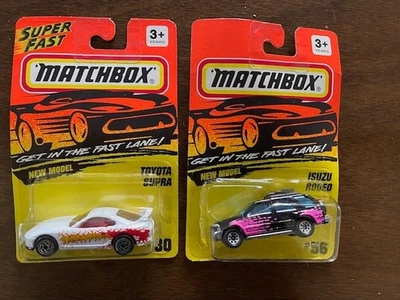 SUPER
FAST
3+
YEARS
MATCHBOX
GET IN THE FAST LANE!
NEW MODEL
TOYOTA
SUPRA
30
3+
YEARS
MATCHBOX
GET IN THE FAST LANE!
NEW MODEL
ISUZU
RODEO
#56